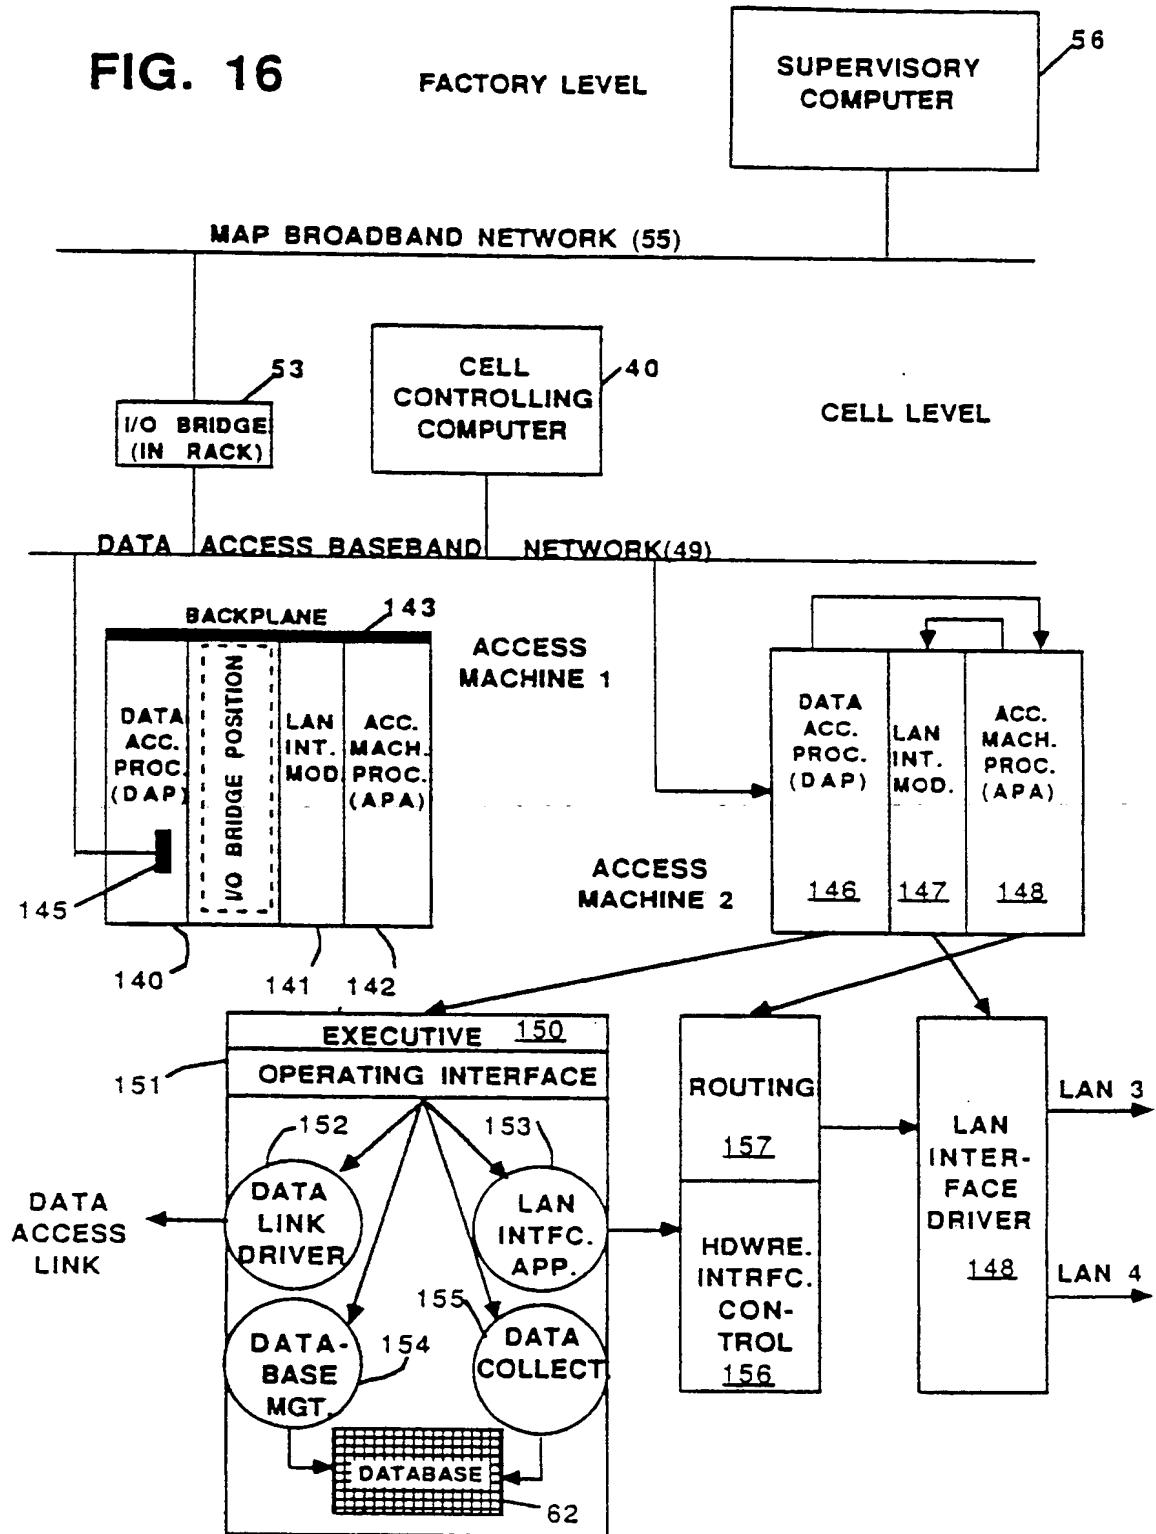 FIG. 16
FACTORY LEVEL
SUPERVISORY
COMPUTER
56
MAP BROADBAND NETWORK (55)
53
I/O BRIDGE
(IN RACK)
CELL
CONTROLLING
COMPUTER
40
CELL LEVEL
DATA ACCESS BASEBAND NETWORK(49)
BACKPLANE
143
ACCESS
MACHINE 1
DATA
ACC.
PROC.
(DAP)
I/O BRIDGE POSITION
LAN
INT.
MOD
ACC.
MACH.
PROC.
(APA)
145
140
141
142
DATA
ACC.
PROC.
(DAP)
146
LAN
INT.
MOD.
147
ACC.
MACH.
PROC.
(APA)
148
ACCESS
MACHINE 2
EXECUTIVE 150
151
OPERATING INTERFACE
152
153
DATA
LINK
DRIVER
LAN
INTFC.
APP.
DATA
ACCESS
LINK
155
154
DATA-
BASE
MGT.
DATA
COLLECT
DATABASE
62
ROUTING
157
HDWRE.
INTRFC.
CON-
TROL
156
LAN
INTER-
FACE
DRIVER
148
LAN 3
LAN 4